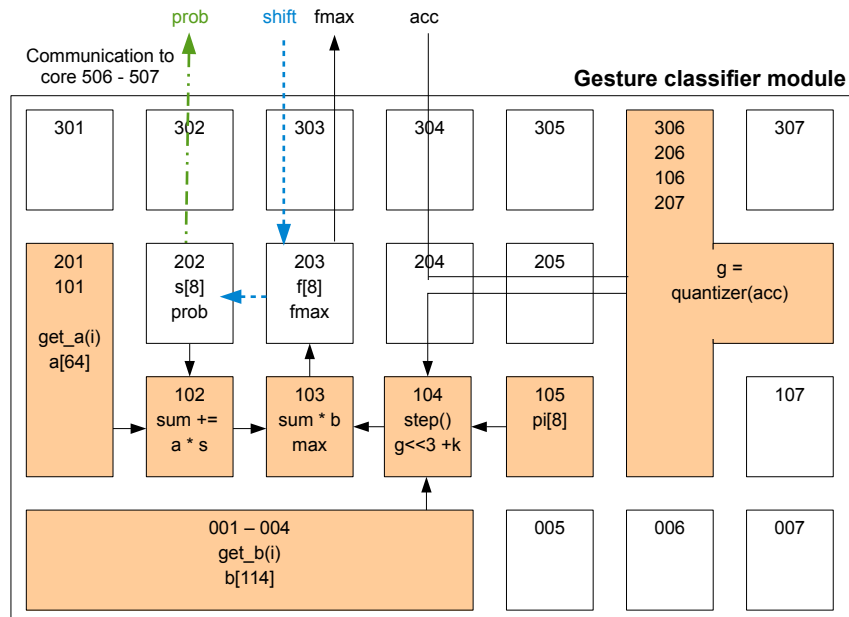 prob
shift
fmax
acc
Communication to
core 506 - 507
Gesture classifier module
301
302
303
304
305
306
206
106
207
307
201
101
get_a(i)
a[64]
202
s[8]
prob
203
f[8]
fmax
204
205
g =
quantizer(acc)
102
sum +=
a * s
103
sum * b
max
104
step()
g<<3 +k
105
pi[8]
107
001 – 004
get_b(i)
b[114]
005
006
007